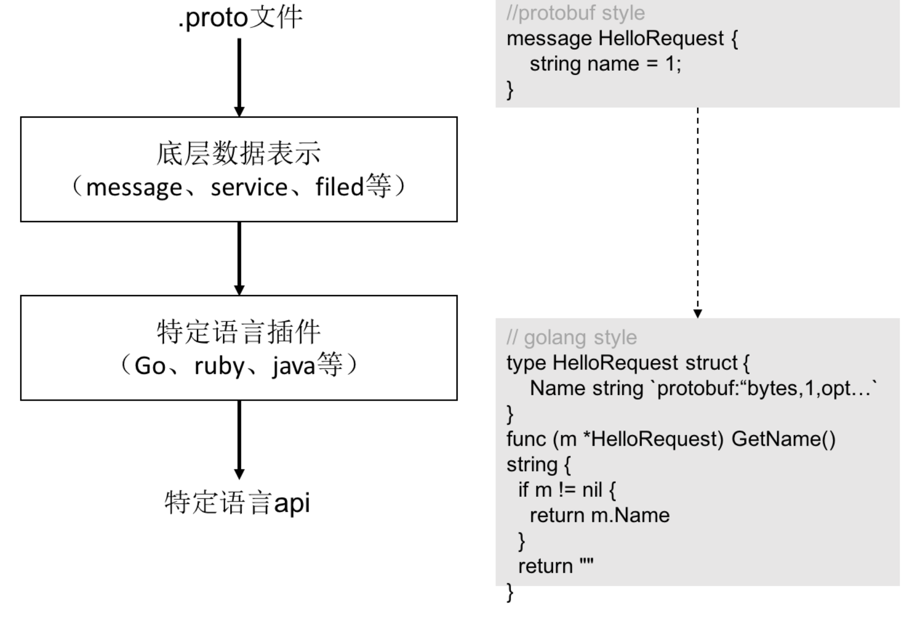 .proto文件
底层数据表示
（message、service、filed等）
特定语言插件
（Go、ruby、java等）
特定语言api
//protobuf style
message HelloRequest {
string name = 1;
}
// golang style
type HelloRequest struct {
Name string `protobuf:“bytes,1,opt...`
}
func (m *HelloRequest) GetName()
string {
if m != nil {
return m.Name
}
return ""
}